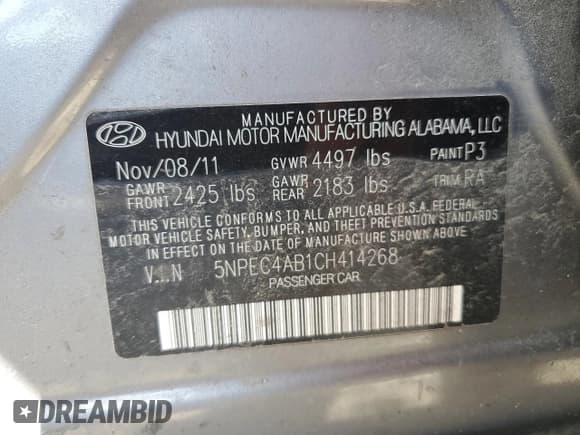 MANUFACTURED BY
HYUNDAI MOTOR MANUFACTURING ALABAMA, LLC
Nov/08/11 GVWR 4497 lbs PAINT P3
GAWR FRONT 2425 lbs GAWR REAR 2183 lbs TRIM RA
THIS VEHICLE CONFORMS TO ALL APPLICABLE U.S.A. FEDERAL
MOTOR VEHICLE SAFETY, BUMPER, AND THEFT PREVENTION STANDARDS
IN EFFECT ON THE DATE OF MANUFACTURE SHOWN ABOVE.
V...N 5NPEC4AB1CH414268
PASSENGER CAR
DREAMBID